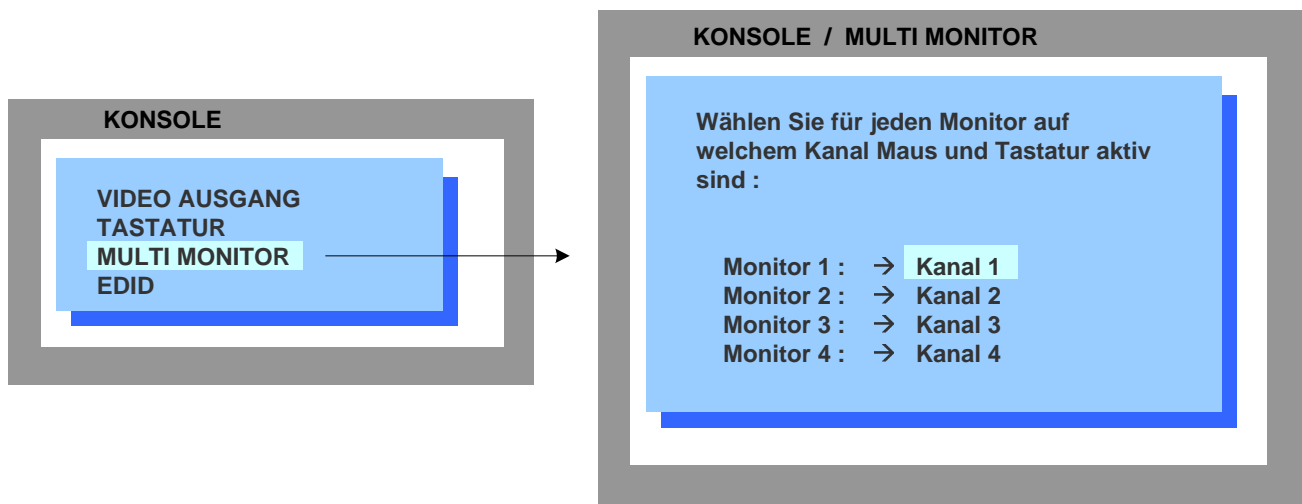 KONSOLE
VIDEO AUSGANG
TASTATUR
MULTI MONITOR
EDID
KONSOLE / MULTI MONITOR
Wählen Sie für jeden Monitor auf
welchem Kanal Maus und Tastatur aktiv
sind :
Monitor 1 : → Kanal 1
Monitor 2 : → Kanal 2
Monitor 3 : → Kanal 3
Monitor 4 : → Kanal 4